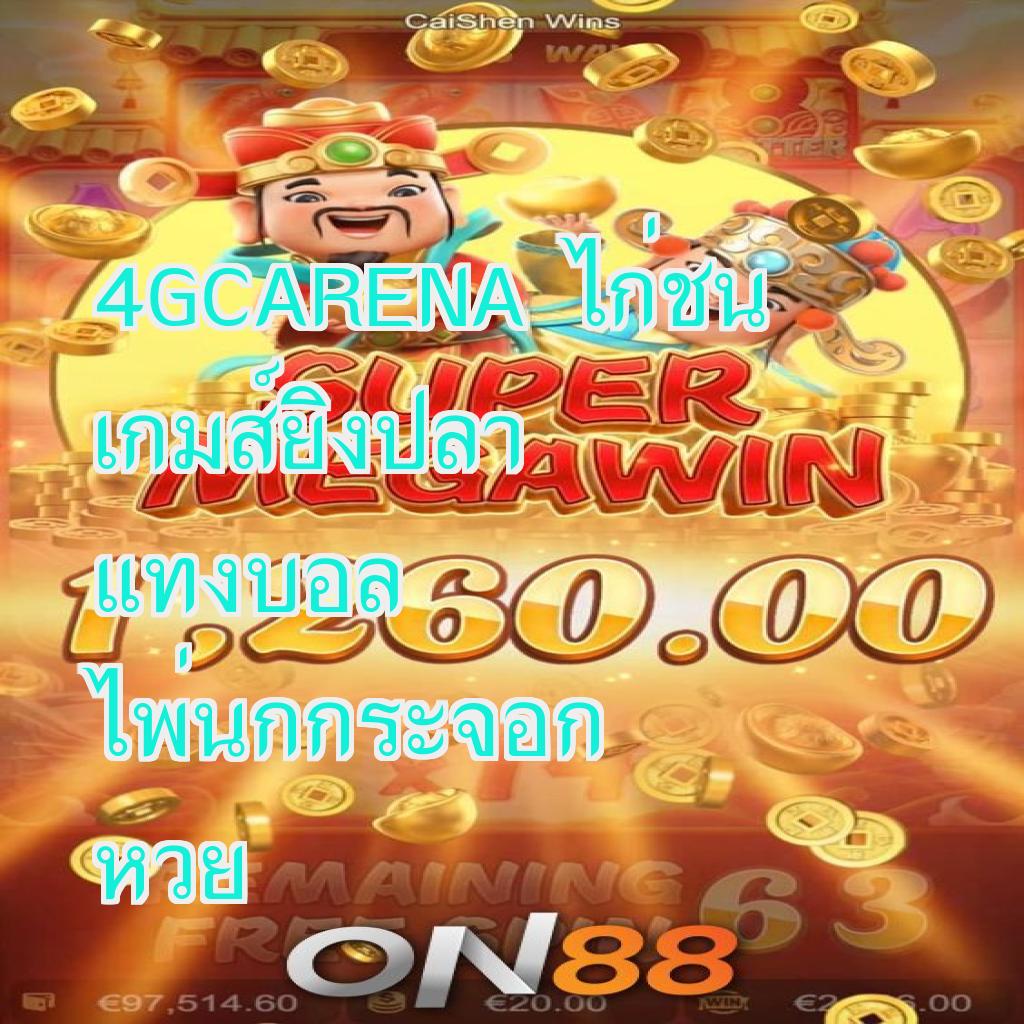 CaiShen Wins
4GCARENA ไก่ชน
SUPER
เกมส์ยิงปลา
MEGAWIN
แทงบอล
1,260.00
ไพ่นกกระจอก
หวย
REMAINING
FREE SPIN 63
ON88
€97,514.60 €20.00 WIN